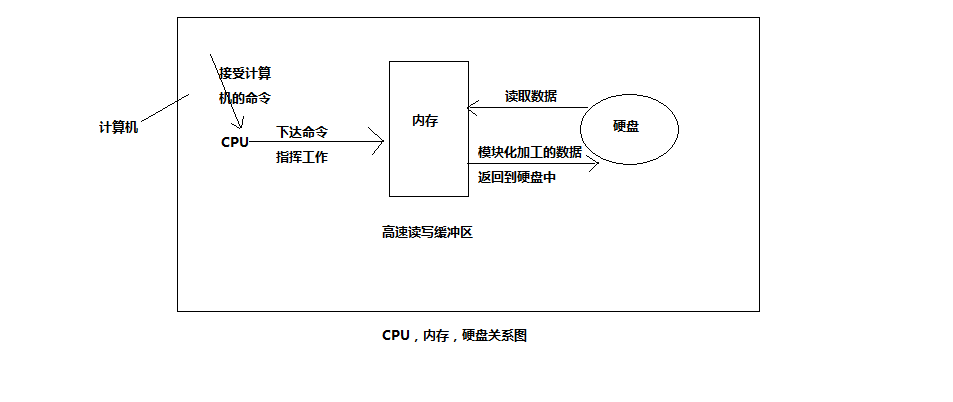 接受计算
机的命令
计算机
CPU
下达命令
指挥工作
内存
读取数据
硬盘
模块化加工的数据
返回到硬盘中
高速读写缓冲区
CPU，内存，硬盘关系图